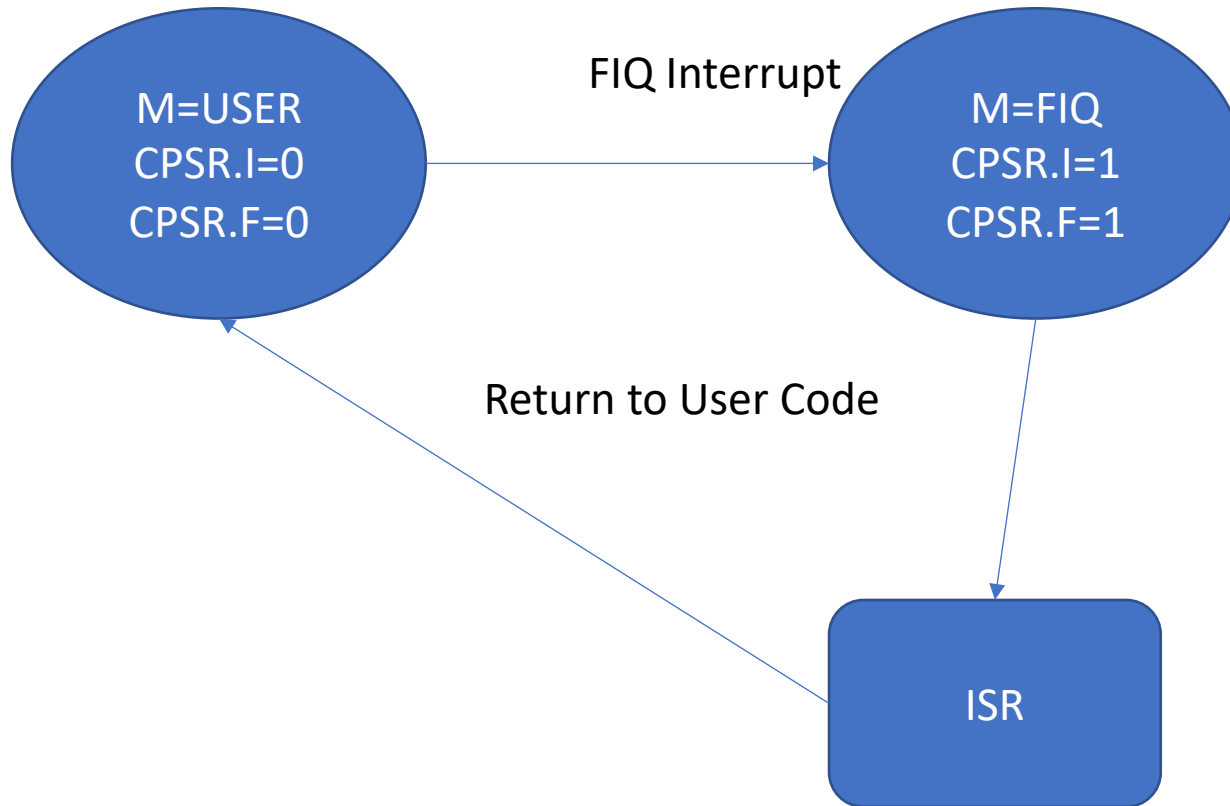 M=USER
CPSR.I=0
CPSR.F=0
FIQ Interrupt
M=FIQ
CPSR.I=1
CPSR.F=1
Return to User Code
ISR